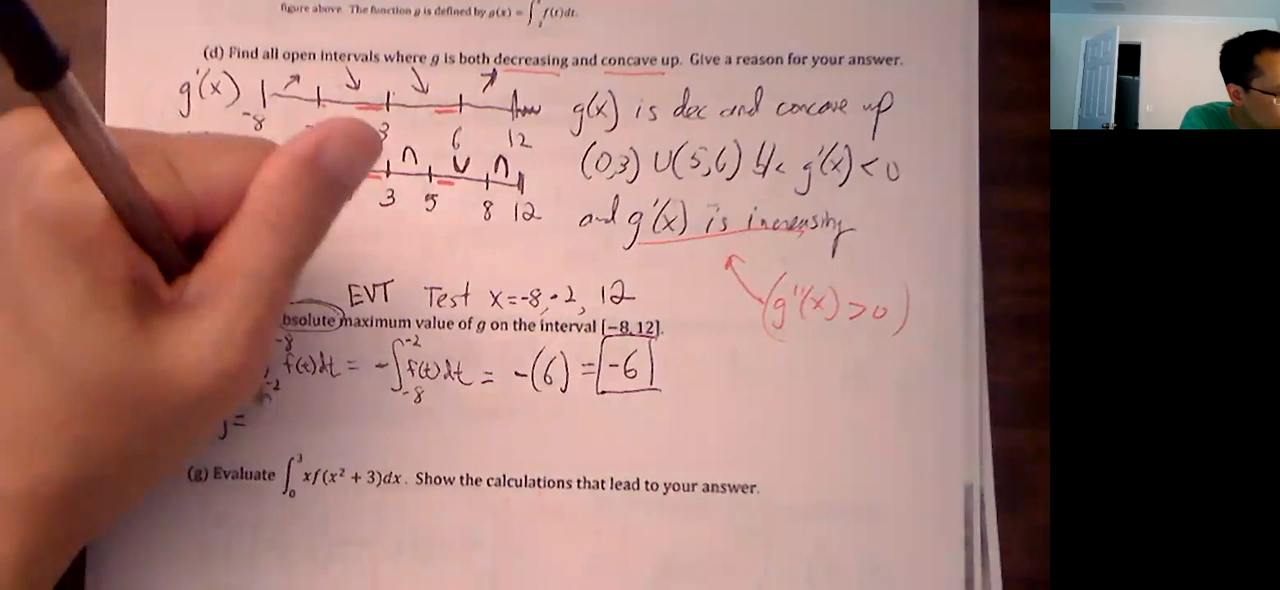 figure above. The function g is defined by g(x) = ∫ f(t)dt.
(d) Find all open intervals where g is both decreasing and concave up. Give a reason for your answer.
g'(x)
-8 3 6 12
3 5 8 12
g(x) is dec and concave up
(0,3) ∪ (5,6) b/c g'(x) < 0
and g'(x) is increasing
(g''(x) > 0)
EVT Test x = -8, -2, 12
bsolute maximum value of g on the interval [−8,12].
f(t)dt = -∫_{-8}^{-2} f(t)dt = -(6) = -6
(g) Evaluate ∫_0^3 xf(x² + 3)dx. Show the calculations that lead to your answer.